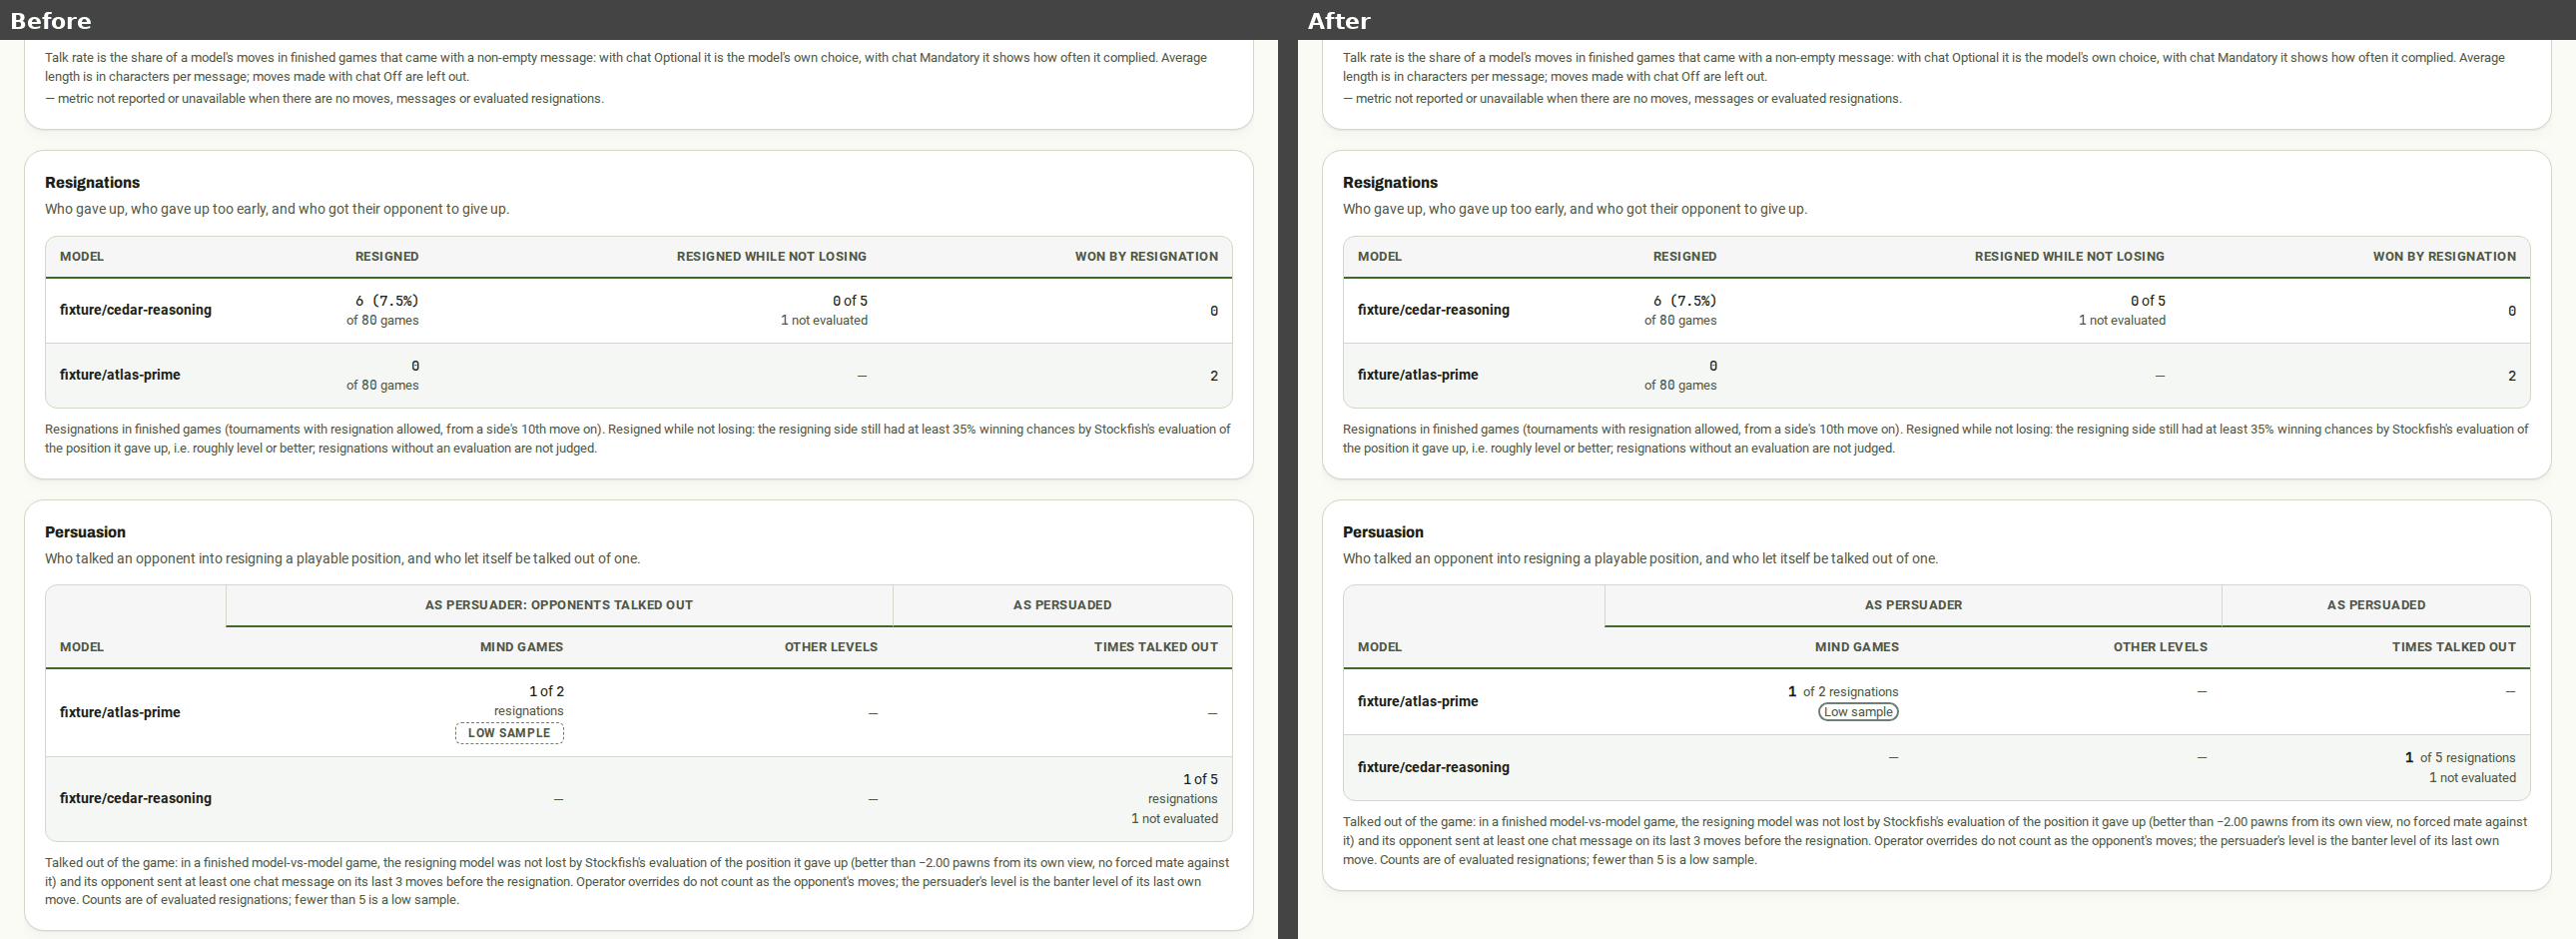 Before
Talk rate is the share of a model's moves in finished games that came with a non-empty message: with chat Optional it is the model's own choice, with chat Mandatory it shows how often it complied. Average
length is in characters per message; moves made with chat Off are left out.
— metric not reported or unavailable when there are no moves, messages or evaluated resignations.
Resignations
Who gave up, who gave up too early, and who got their opponent to give up.
MODEL RESIGNED RESIGNED WHILE NOT LOSING WON BY RESIGNATION
fixture/cedar-reasoning 6 (7.5%) 0 of 5 0
of 80 games 1 not evaluated
fixture/atlas-prime 0 — 2
of 80 games
Resignations in finished games (tournaments with resignation allowed, from a side's 10th move on). Resigned while not losing: the resigning side still had at least 35% winning chances by Stockfish's evaluation of
the position it gave up, i.e. roughly level or better; resignations without an evaluation are not judged.
Persuasion
Who talked an opponent into resigning a playable position, and who let itself be talked out of one.
AS PERSUADER: OPPONENTS TALKED OUT AS PERSUADED
MODEL MIND GAMES OTHER LEVELS TIMES TALKED OUT
fixture/atlas-prime 1 of 2 — —
resignations
LOW SAMPLE
fixture/cedar-reasoning — — 1 of 5
resignations
1 not evaluated
Talked out of the game: in a finished model-vs-model game, the resigning model was not lost by Stockfish's evaluation of the position it gave up (better than −2.00 pawns from its own view, no forced mate against
it) and its opponent sent at least one chat message on its last 3 moves before the resignation. Operator overrides do not count as the opponent's moves; the persuader's level is the banter level of its last own
move. Counts are of evaluated resignations; fewer than 5 is a low sample.
After
Talk rate is the share of a model's moves in finished games that came with a non-empty message: with chat Optional it is the model's own choice, with chat Mandatory it shows how often it complied. Average
length is in characters per message; moves made with chat Off are left out.
— metric not reported or unavailable when there are no moves, messages or evaluated resignations.
Resignations
Who gave up, who gave up too early, and who got their opponent to give up.
MODEL RESIGNED RESIGNED WHILE NOT LOSING WON BY RESIGNATION
fixture/cedar-reasoning 6 (7.5%) 0 of 5 0
of 80 games 1 not evaluated
fixture/atlas-prime 0 — 2
of 80 games
Resignations in finished games (tournaments with resignation allowed, from a side's 10th move on). Resigned while not losing: the resigning side still had at least 35% winning chances by Stockfish's evaluation of
the position it gave up, i.e. roughly level or better; resignations without an evaluation are not judged.
Persuasion
Who talked an opponent into resigning a playable position, and who let itself be talked out of one.
AS PERSUADER AS PERSUADED
MODEL MIND GAMES OTHER LEVELS TIMES TALKED OUT
fixture/atlas-prime 1 of 2 resignations — —
Low sample
fixture/cedar-reasoning — — 1 of 5 resignations
1 not evaluated
Talked out of the game: in a finished model-vs-model game, the resigning model was not lost by Stockfish's evaluation of the position it gave up (better than −2.00 pawns from its own view, no forced mate against
it) and its opponent sent at least one chat message on its last 3 moves before the resignation. Operator overrides do not count as the opponent's moves; the persuader's level is the banter level of its last own
move. Counts are of evaluated resignations; fewer than 5 is a low sample.